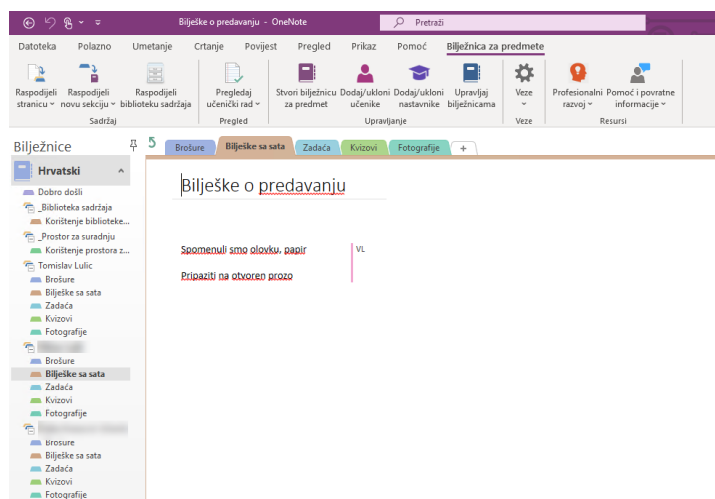 Bilješke o predavanju - OneNote
Pretraži
Datoteka Polazno Umetanje Crtanje Povijest Pregled Prikaz Pomoć Bilježnica za predmete
Raspodijeli stranicu
Raspodijeli novu sekciju
Raspodijeli biblioteku sadržaja
Pregledaj učenički rad
Stvori bilježnicu za predmet
Dodaj/ukloni učenike
Dodaj/ukloni nastavnike
Upravljaj bilježnicama
Veze
Profesionalni razvoj
Pomoć i povratne informacije
Sadržaj Pregled Upravljanje Veze Resursi
Bilježnice
Brošure Bilješke sa sata Zadaća Kvizovi Fotografije +
Hrvatski
Dobro došli
_Biblioteka sadržaja
Korištenje biblioteke...
_Prostor za suradnju
Korištenje prostora z...
Tomislav Lulic
Brošure
Bilješke sa sata
Zadaća
Kvizovi
Fotografije
Brošure
Bilješke sa sata
Zadaća
Kvizovi
Fotografije
Brosure
Bilješke sa sata
Zadaća
Kvizovi
Fotografije
Bilješke o predavanju
Spomenuli smo olovku, papir
VL
Pripaziti na otvoren prozo